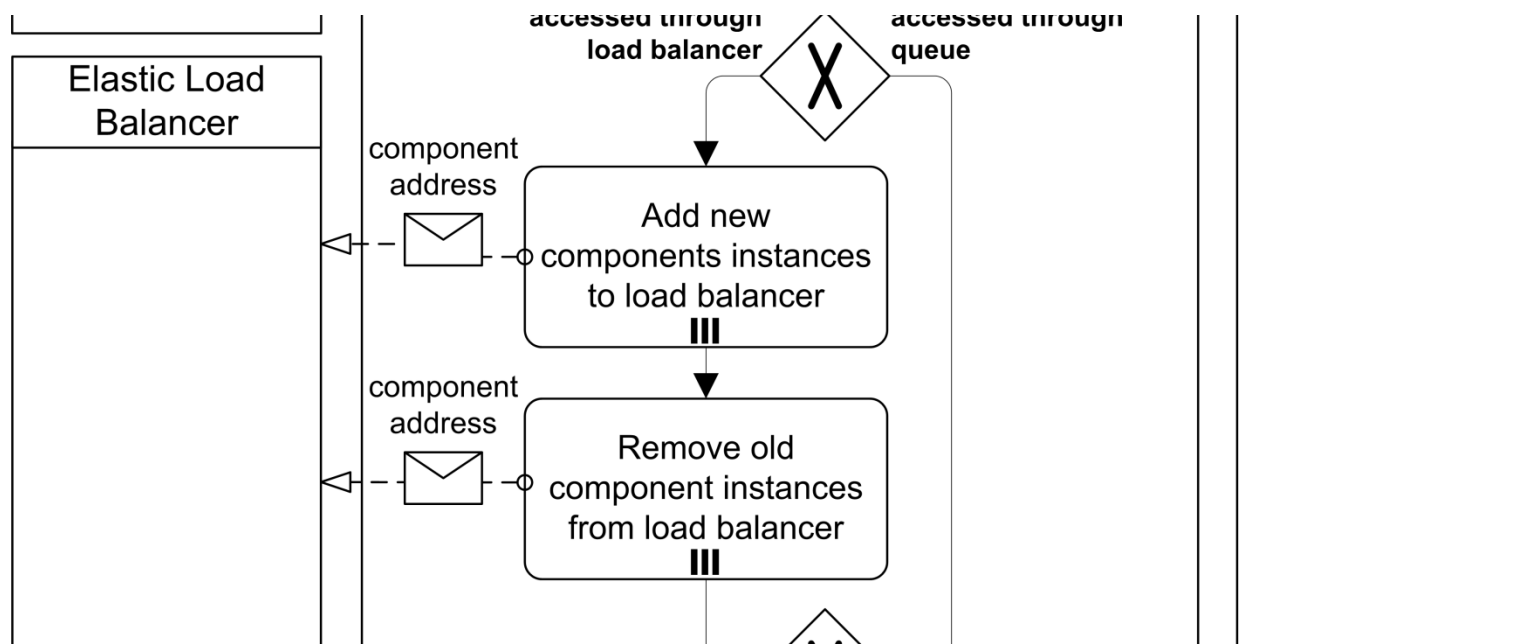 accessed through
load balancer
accessed through
queue
Elastic Load
Balancer
component
address
Add new
components instances
to load balancer
component
address
Remove old
component instances
from load balancer